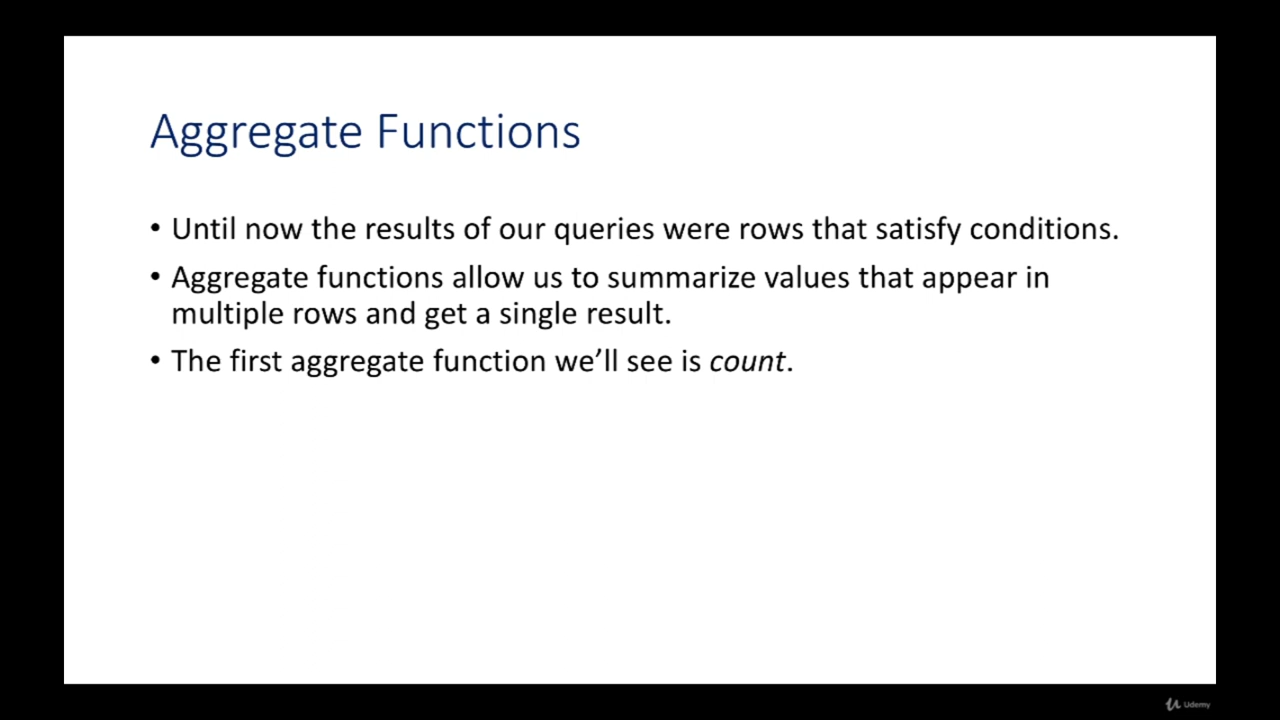 Aggregate Functions
• Until now the results of our queries were rows that satisfy conditions.
• Aggregate functions allow us to summarize values that appear in
multiple rows and get a single result.
• The first aggregate function we’ll see is count.
Udemy